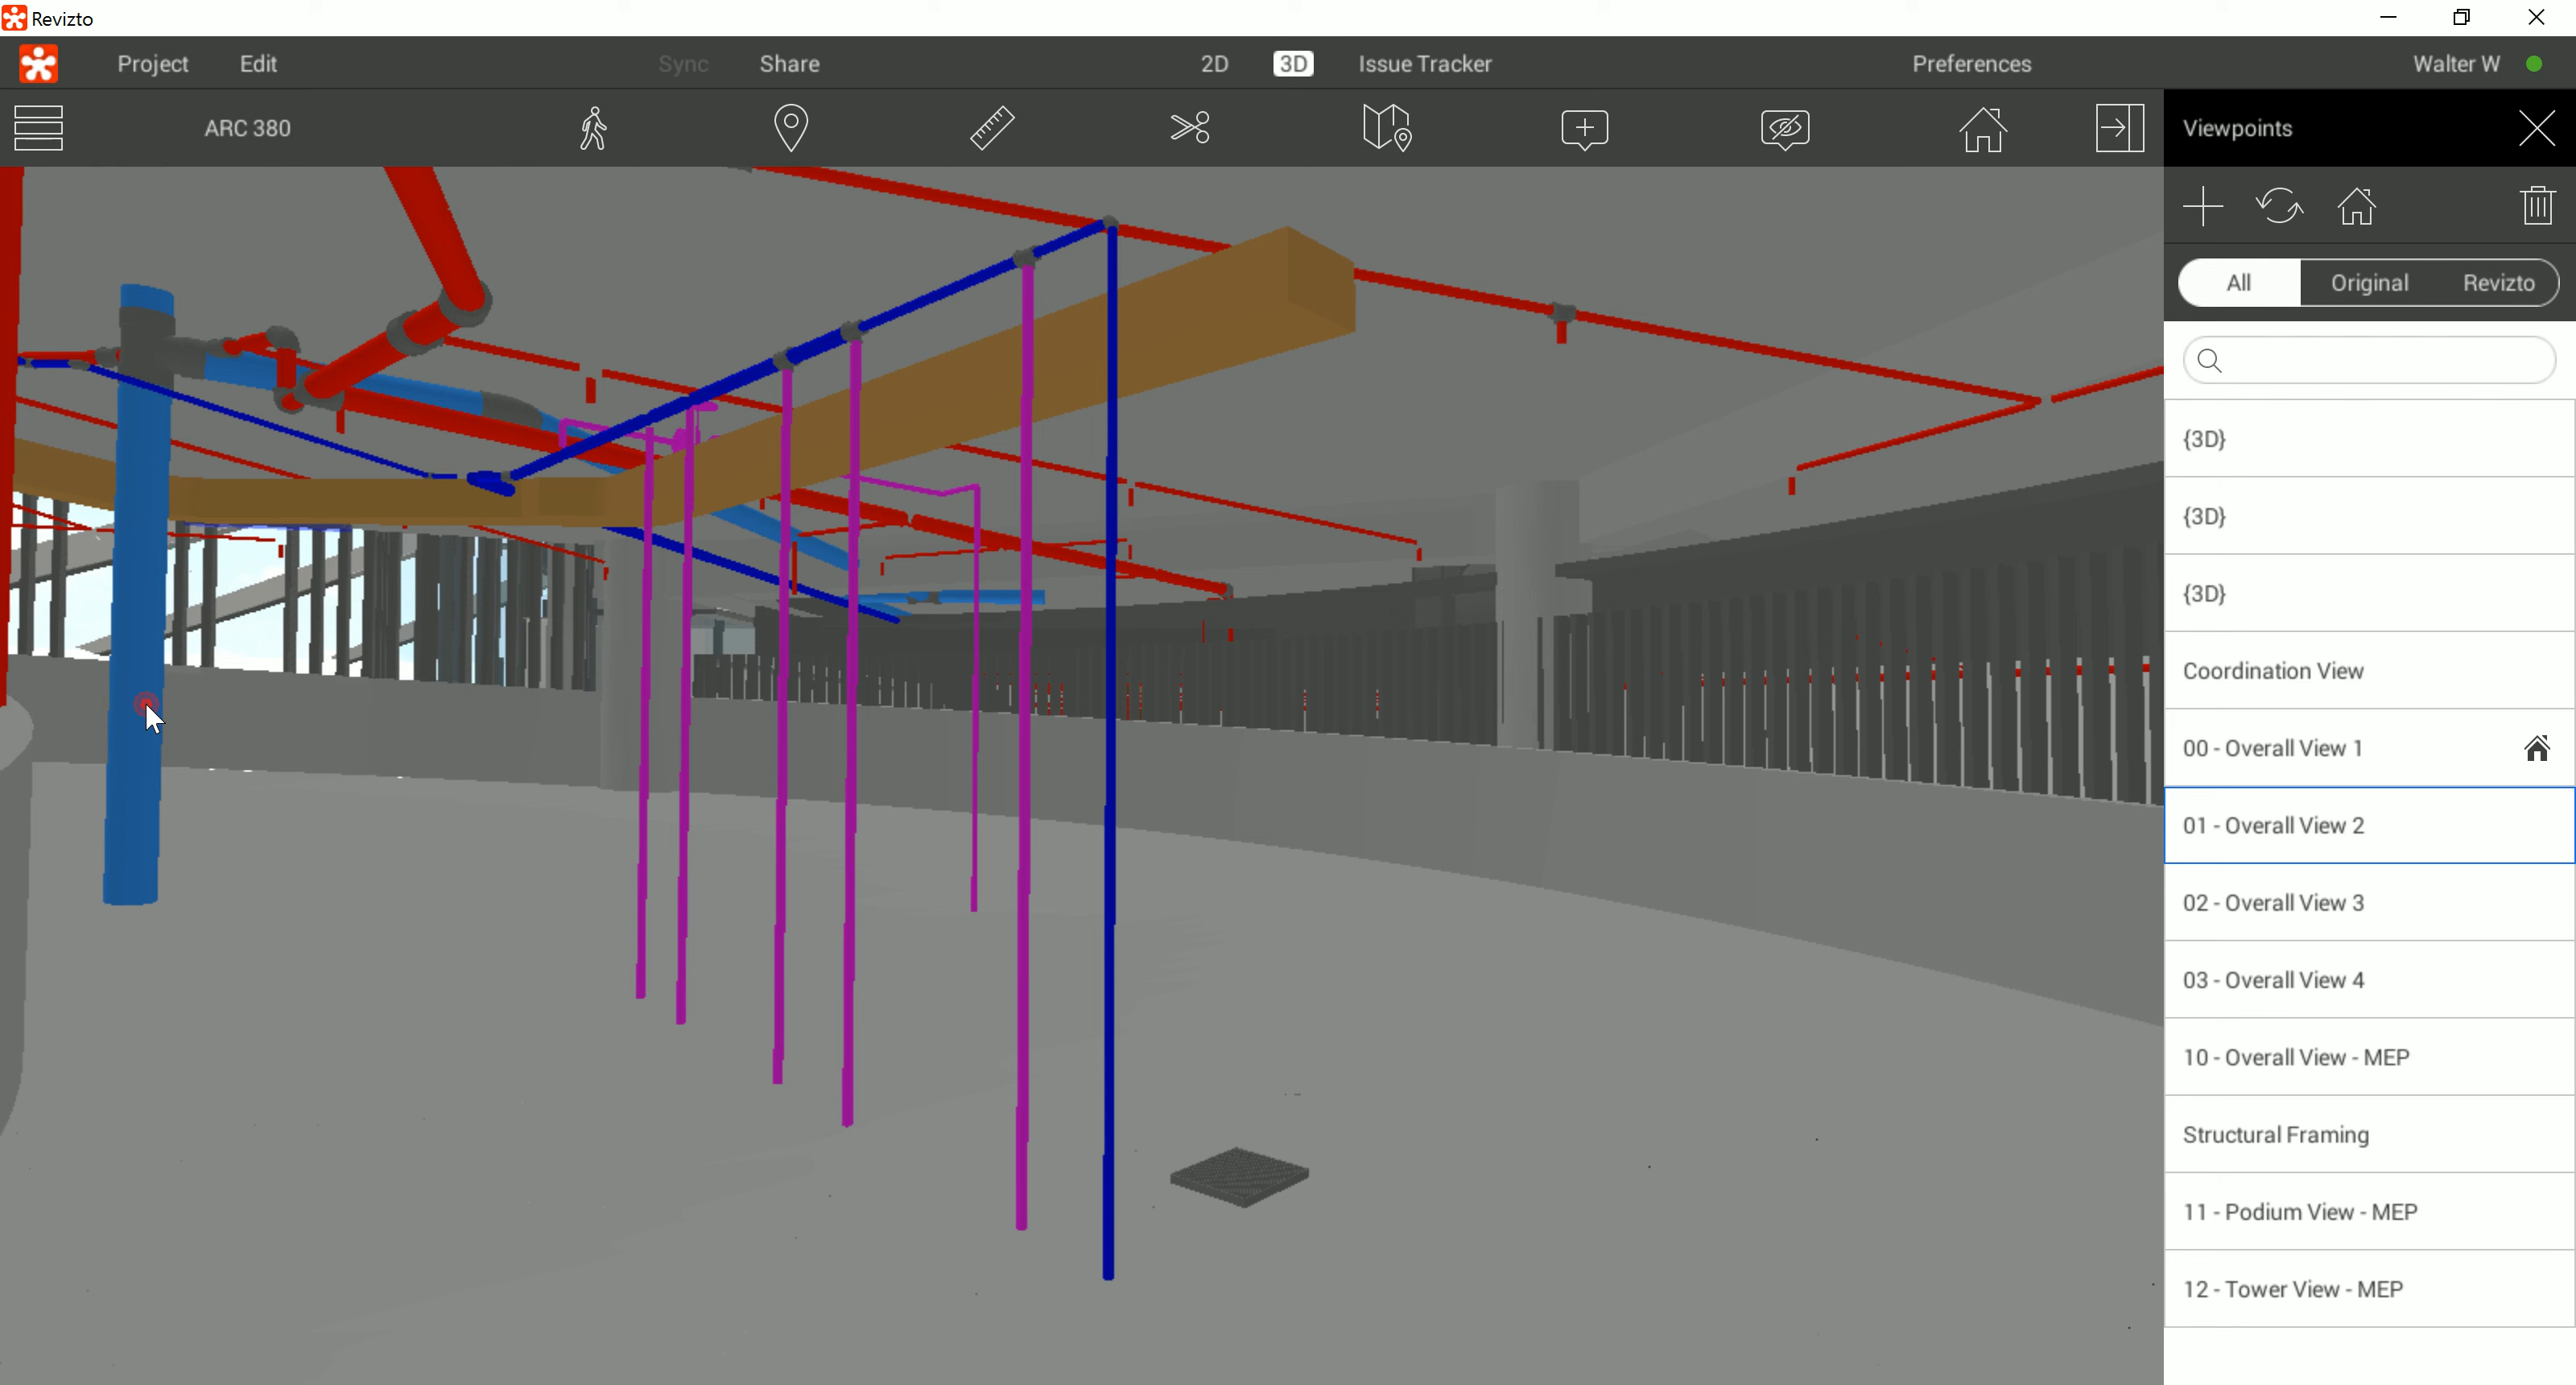 Revizto
Project Edit Sync Share 2D 3D Issue Tracker Preferences Walter W
ARC 380
Viewpoints
All Original Revizto
{3D}
{3D}
{3D}
Coordination View
00 - Overall View 1
01 - Overall View 2
02 - Overall View 3
03 - Overall View 4
10 - Overall View - MEP
Structural Framing
11 - Podium View - MEP
12 - Tower View - MEP